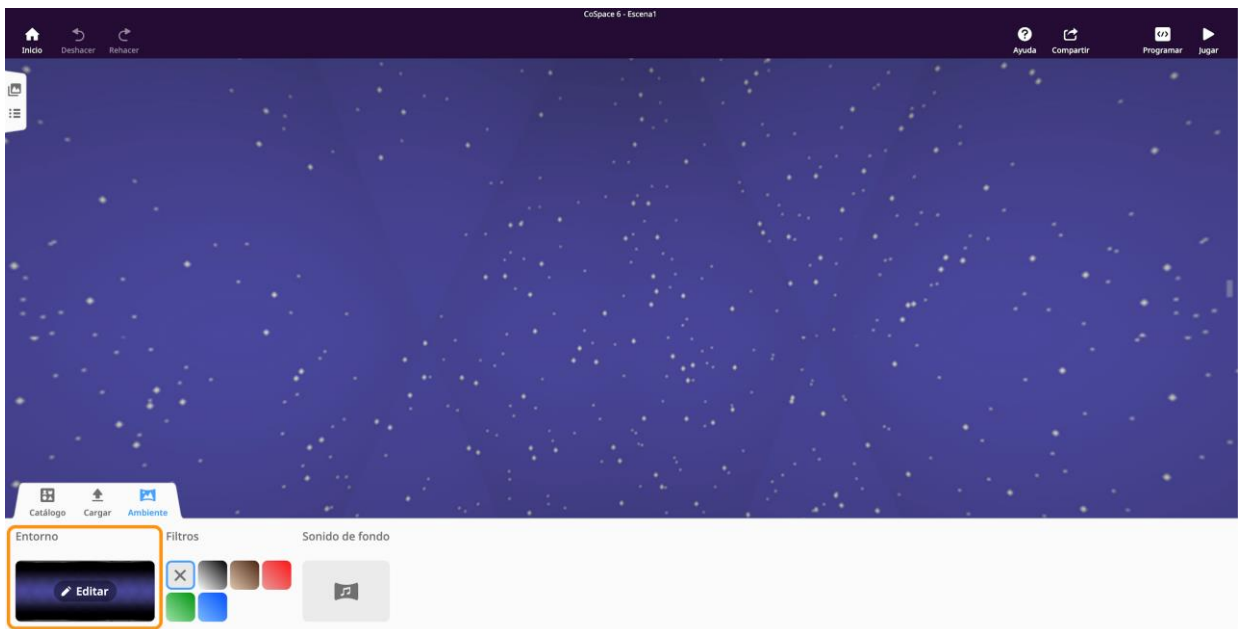 CoSpace 6 - Escena1
Inicio Deshacer Rehacer
Ayuda Compartir Programar Jugar
Catálogo Cargar Ambiente
Entorno Filtros Sonido de fondo
Editar